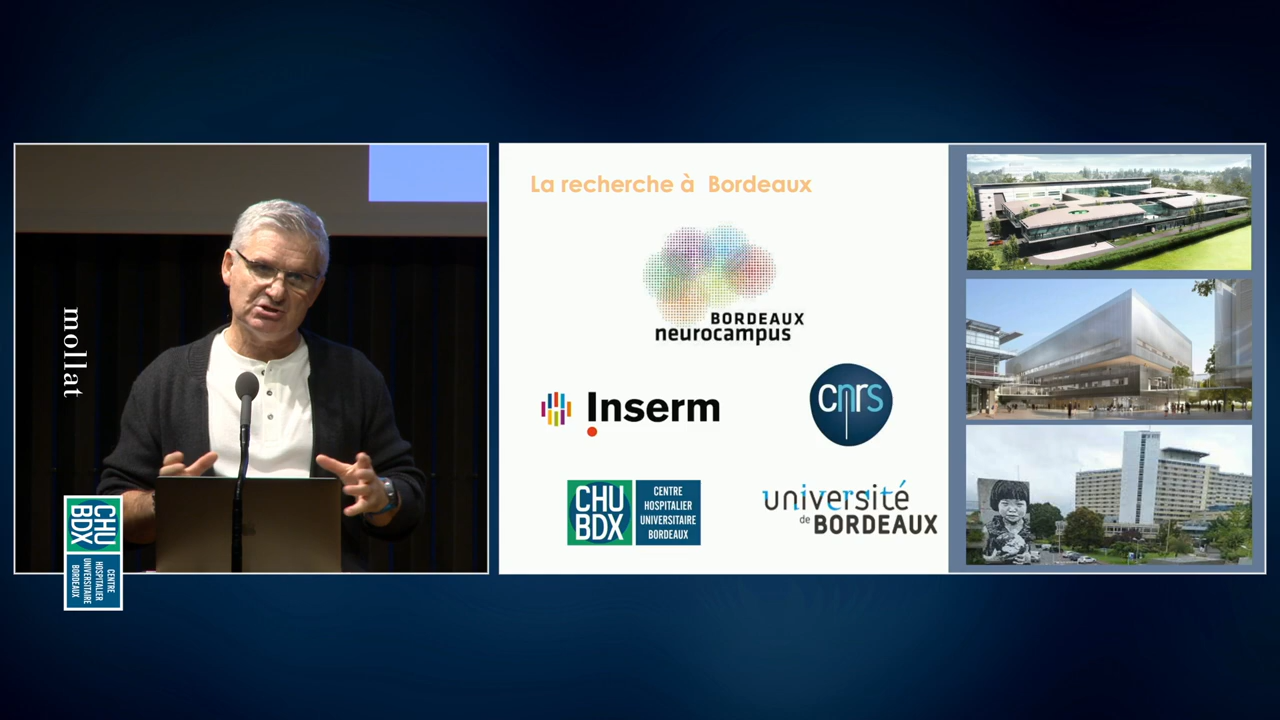 mollat
CHU
BDX
CENTRE
HOSPITALIER
UNIVERSITAIRE
BORDEAUX
La recherche à Bordeaux
BORDEAUX
neurocampus
Inserm
cnrs
CHU
BDX
CENTRE
HOSPITALIER
UNIVERSITAIRE
BORDEAUX
université
de BORDEAUX